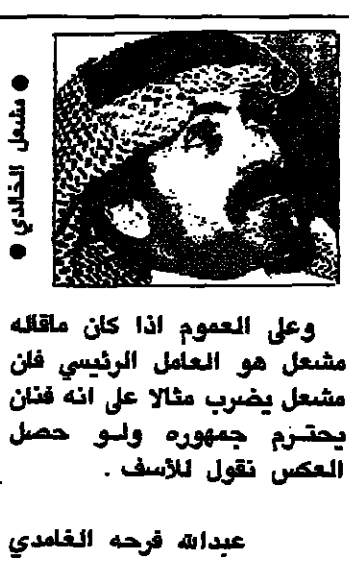 ● مشعل الخالدي ●
وعلى العموم اذا كان ماقاله
مشعل هو العامل الرئيسي فان
مشعل يضرب مثالا على انه فنان
يحترم جمهوره ولو حصل
العكس نقول للأسف .
عبدالله فرحه الغامدي